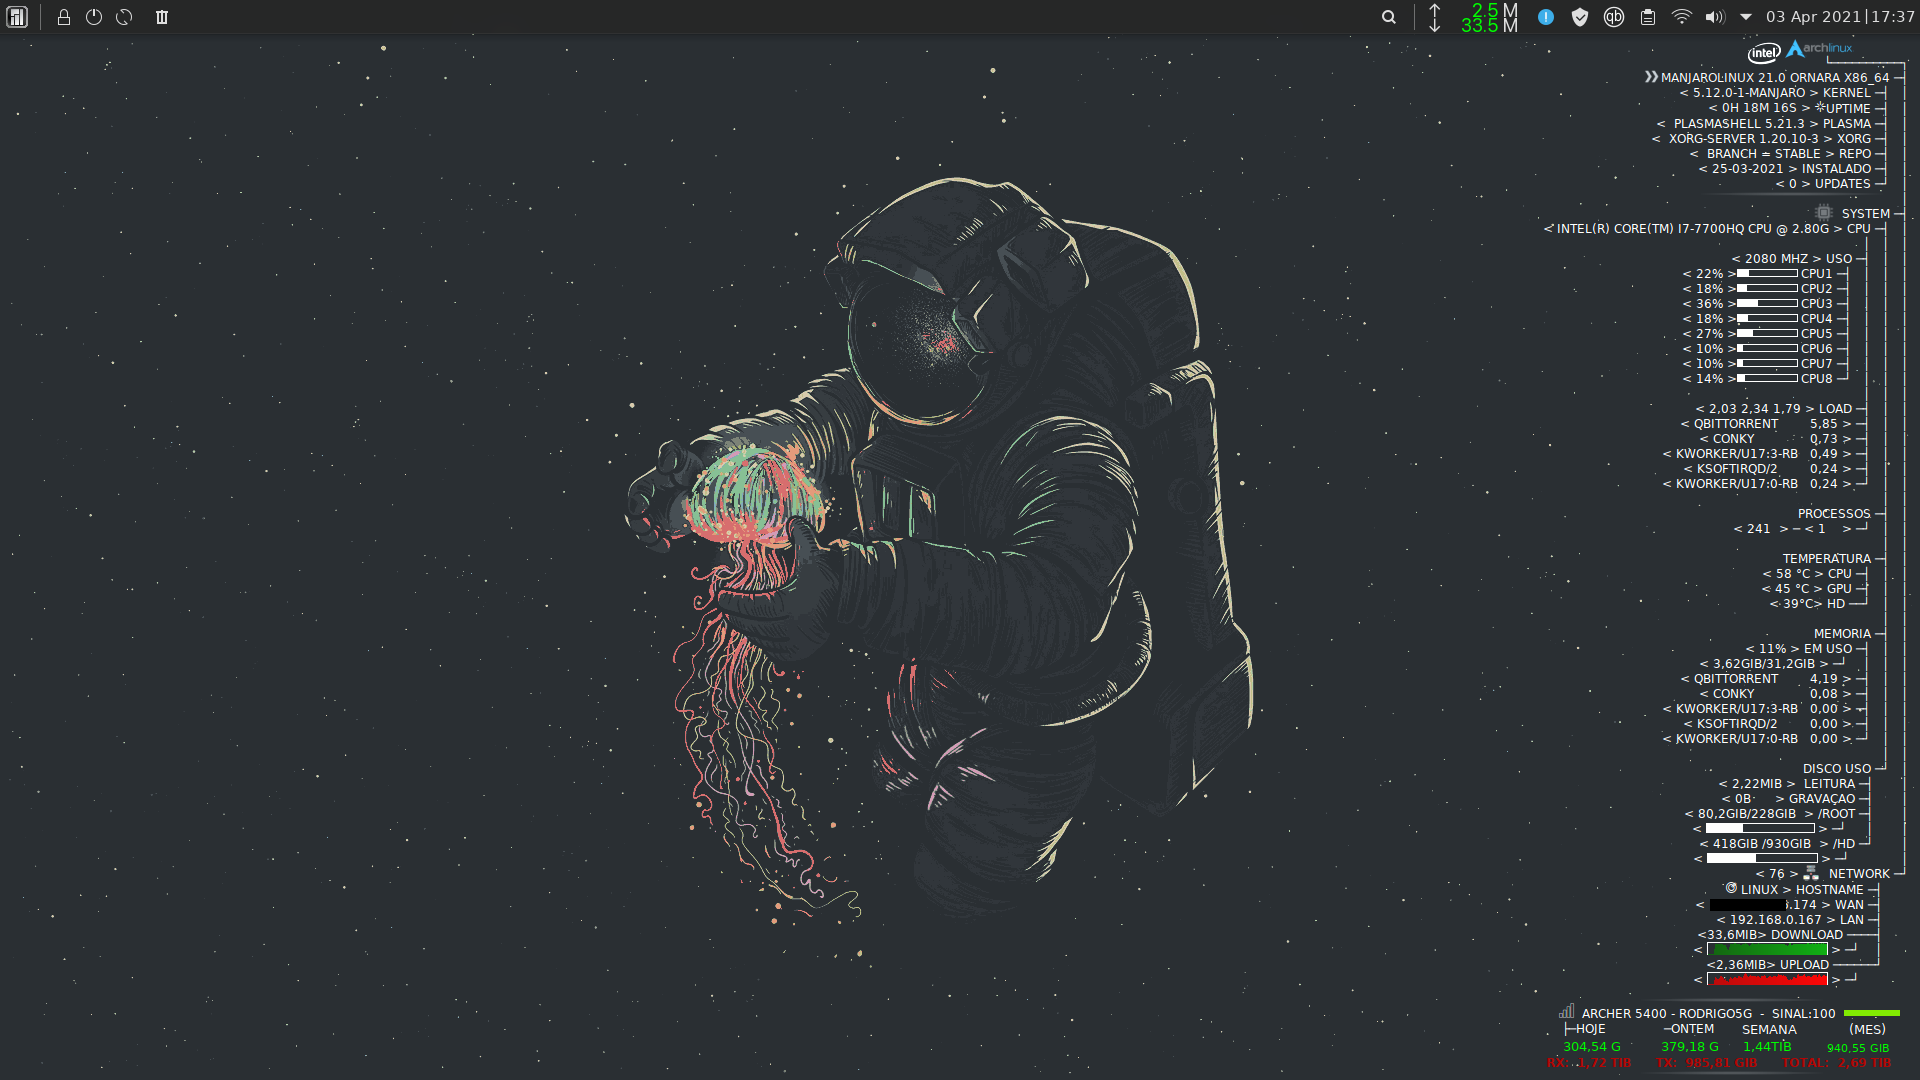 2.5 M
33.5 M
qb
03 Apr 2021|17:37
intel archlinux
MANJAROLINUX 21.0 ORNARA X86_64
< 5.12.0-1-MANJARO > KERNEL
< 0H 18M 16S > UPTIME
< PLASMASHELL 5.21.3 > PLASMA
< XORG-SERVER 1.20.10-3 > XORG
< BRANCH = STABLE > REPO
< 25-03-2021 > INSTALADO
< 0 > UPDATES
SYSTEM
< INTEL(R) CORE(TM) I7-7700HQ CPU @ 2.80G > CPU
< 2080 MHZ > USO
< 22% > CPU1
< 18% > CPU2
< 36% > CPU3
< 18% > CPU4
< 27% > CPU5
< 10% > CPU6
< 10% > CPU7
< 14% > CPU8
< 2,03 2,34 1,79 > LOAD
< QBITTORRENT 5,85 >
< CONKY 0,73 >
< KWORKER/U17:3-RB 0,49 >
< KSOFTIRQD/2 0,24 >
< KWORKER/U17:0-RB 0,24 >
PROCESSOS
< 241 > – < 1 >
TEMPERATURA
< 58 °C > CPU
< 45 °C > GPU
< 39°C> HD
MEMORIA
< 11% > EM USO
< 3,62GIB/31,2GIB >
< QBITTORRENT 4,19 >
< CONKY 0,08 >
< KWORKER/U17:3-RB 0,00 >
< KSOFTIRQD/2 0,00 >
< KWORKER/U17:0-RB 0,00 >
DISCO USO
< 2,22MIB > LEITURA
< 0B > GRAVAÇAO
< 80,2GIB/228GIB > /ROOT
< >
< 418GIB /930GIB > /HD
< >
< 76 > NETWORK
LINUX > HOSTNAME
< .174 > WAN
< 192.168.0.167 > LAN
<33,6MIB> DOWNLOAD
< >
<2,36MIB> UPLOAD
< >
ARCHER 5400 - RODRIGO5G - SINAL:100
HOJE ONTEM SEMANA (MES)
304,54 G 379,18 G 1,44TIB 940,55 GIB
RX: 1,72 TIB TX: 985,81 GIB TOTAL: 2,69 TIB